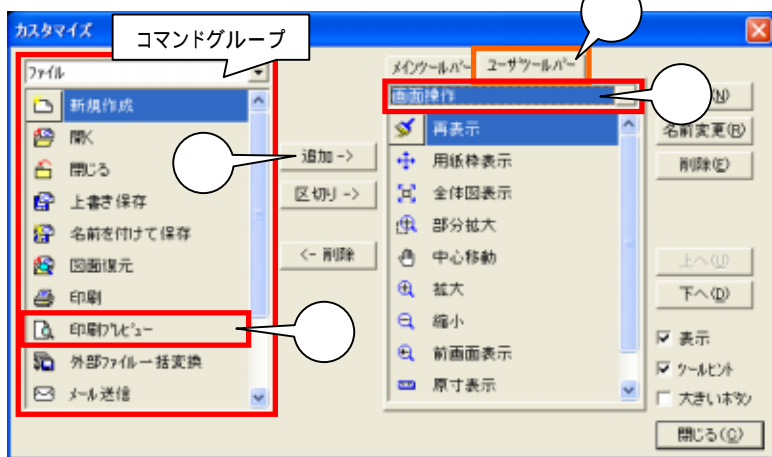 カスタマイズ
コマンドグループ
ファイル
新規作成
開く
閉じる
上書き保存
名前を付けて保存
図面復元
印刷
印刷プレビュー
外部ファイル一括変換
メール送信
追加 ->
区切り ->
<- 削除
メインツールバー
ユーザツールバー
画面操作
再表示
用紙枠表示
全体図表示
部分拡大
中心移動
拡大
縮小
前画面表示
原寸表示
(N)
名前変更(R)
削除(E)
上へ(U)
下へ(D)
表示
ツールヒント
大きいボタン
閉じる(C)